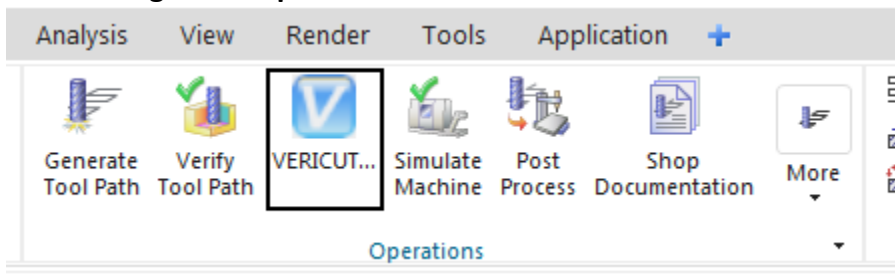 Analysis View Render Tools Application
Generate Tool Path
Verify Tool Path
VERICUT...
Simulate Machine
Post Process
Shop Documentation
More
Operations